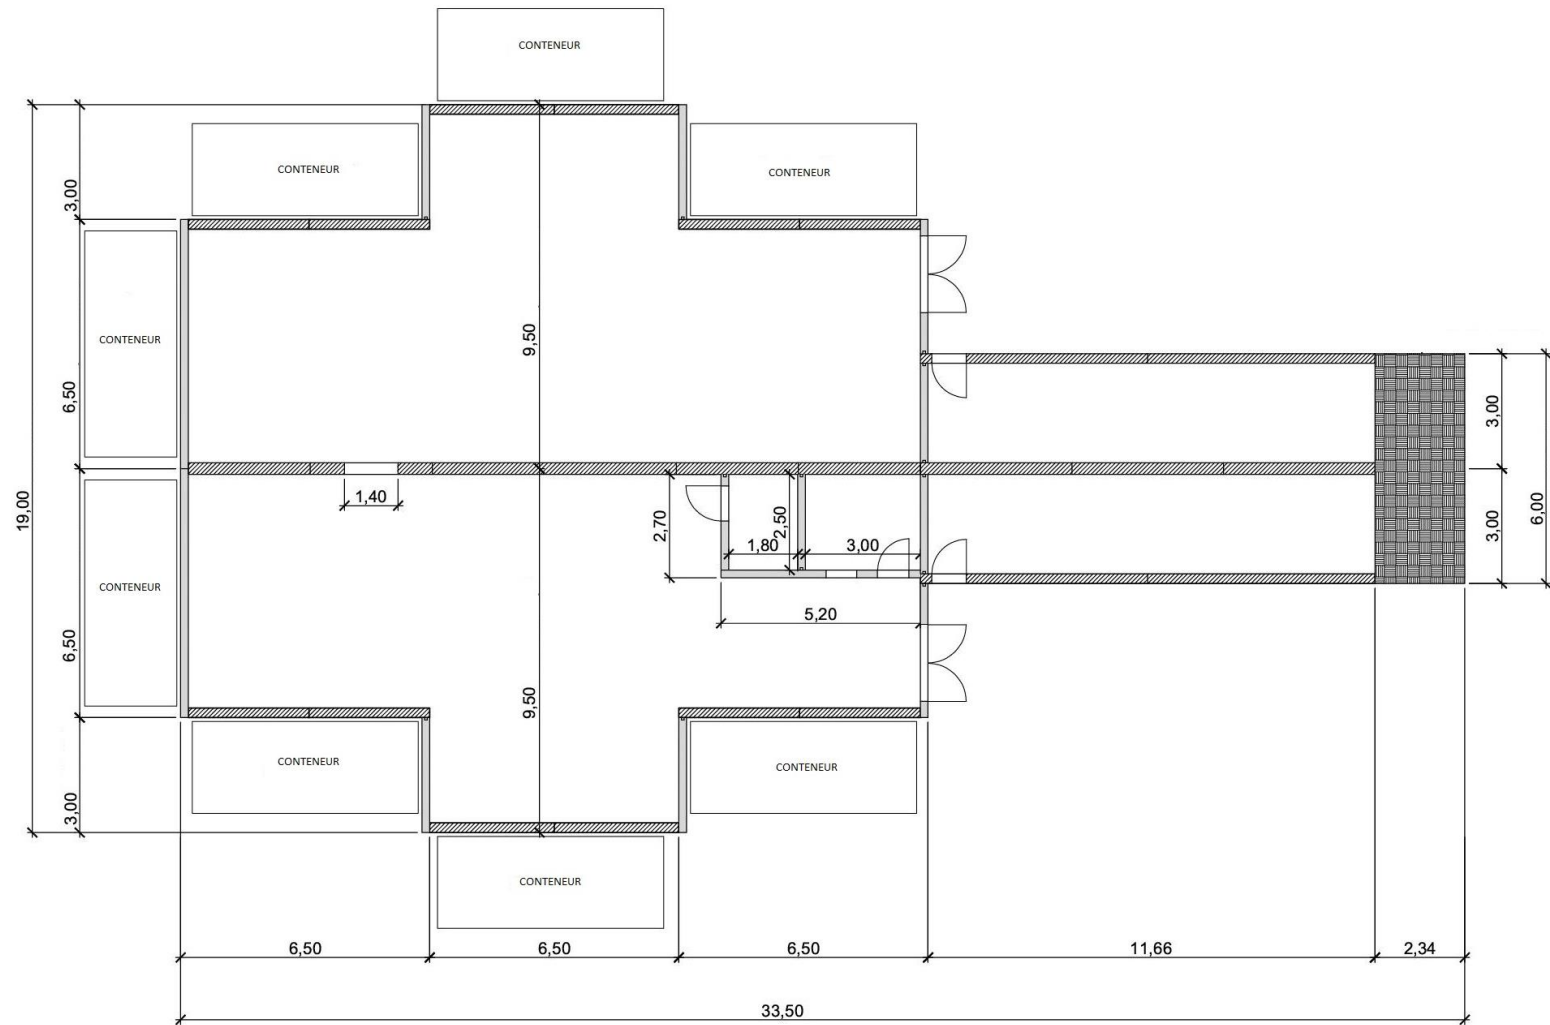 CONTENEUR
CONTENEUR
CONTENEUR
3,00
CONTENEUR
9,50
6,50
3,00
19,00
1,40
2,70
2,50
1,80
3,00
3,00
6,00
CONTENEUR
5,20
6,50
9,50
CONTENEUR
CONTENEUR
3,00
CONTENEUR
6,50
6,50
6,50
11,66
2,34
33,50